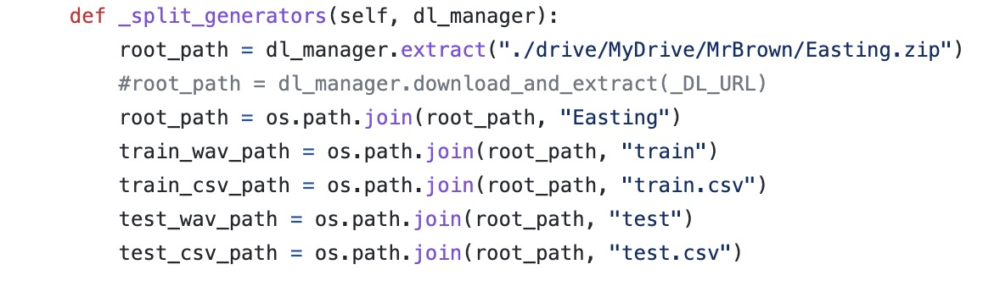 def _split_generators(self, dl_manager):
    root_path = dl_manager.extract("./drive/MyDrive/MrBrown/Easting.zip")
    #root_path = dl_manager.download_and_extract(_DL_URL)
    root_path = os.path.join(root_path, "Easting")
    train_wav_path = os.path.join(root_path, "train")
    train_csv_path = os.path.join(root_path, "train.csv")
    test_wav_path = os.path.join(root_path, "test")
    test_csv_path = os.path.join(root_path, "test.csv")